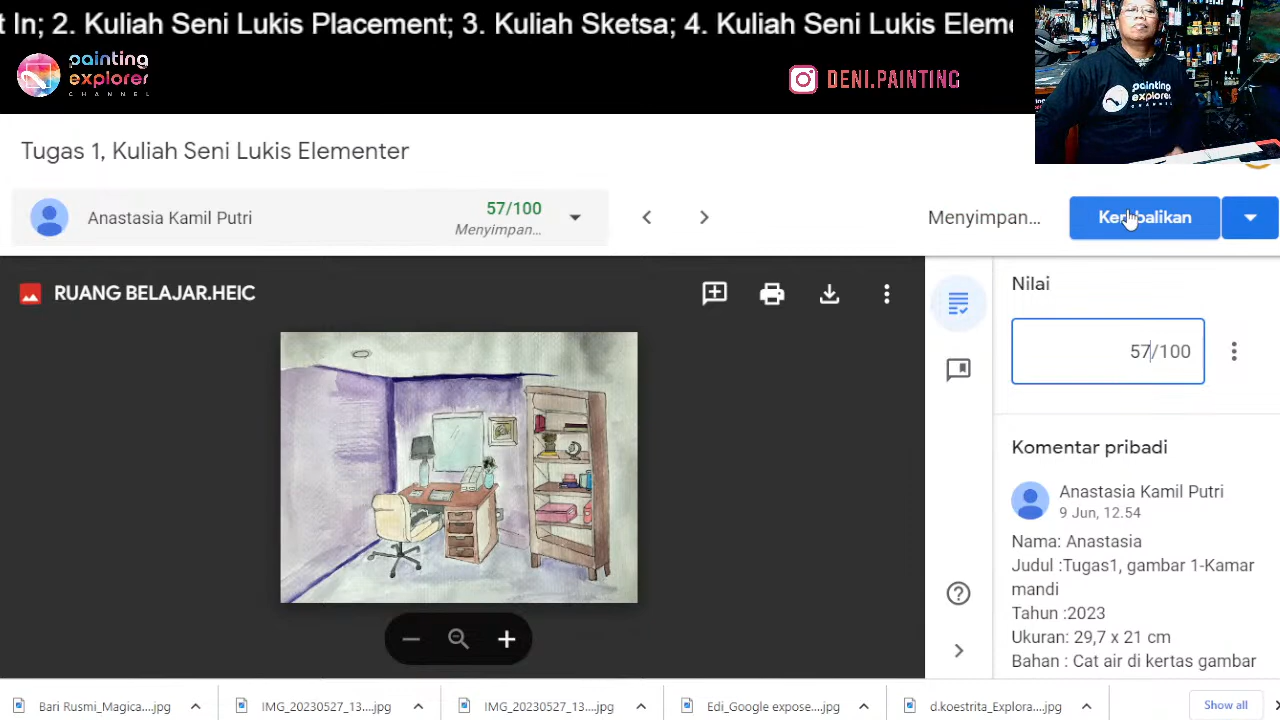 t In; 2. Kuliah Seni Lukis Placement; 3. Kuliah Sketsa; 4. Kuliah Seni Lukis Eleme
painting
explorer
CHANNEL
DENI.PAINTING
painting
explorer
CHANNEL
Tugas 1, Kuliah Seni Lukis Elementer
Anastasia Kamil Putri
57/100
Menyimpan...
Menyimpan...
Kembalikan
RUANG BELAJAR.HEIC
Nilai
57/100
Komentar pribadi
Anastasia Kamil Putri
9 Jun, 12.54
Nama: Anastasia
Judul :Tugas1, gambar 1-Kamar
mandi
Tahun :2023
Ukuran: 29,7 x 21 cm
Bahan : Cat air di kertas gambar
Bari Rusmi_Magica....jpg
IMG_20230527_13....jpg
IMG_20230527_13....jpg
Edi_Google expose....jpg
d.koestrita_Explora....jpg
Show all